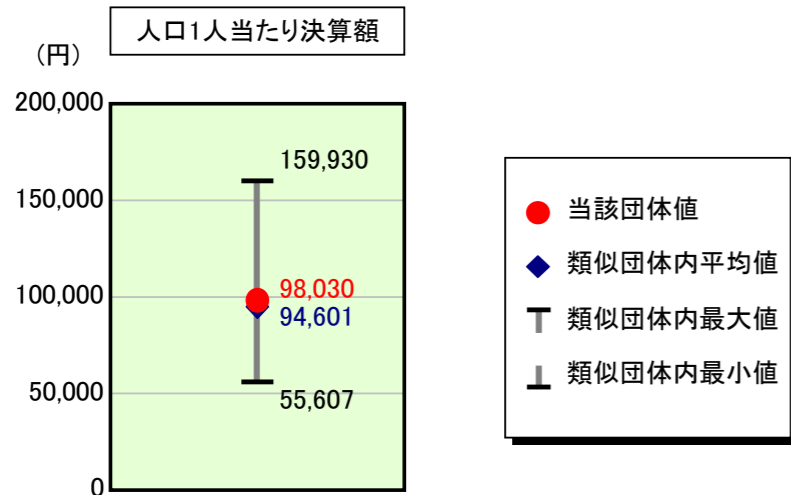 人口1人当たり決算額
(円)
200,000
150,000
100,000
50,000
0
159,930
98,030
94,601
55,607
当該団体値
類似団体内平均値
類似団体内最大値
類似団体内最小値